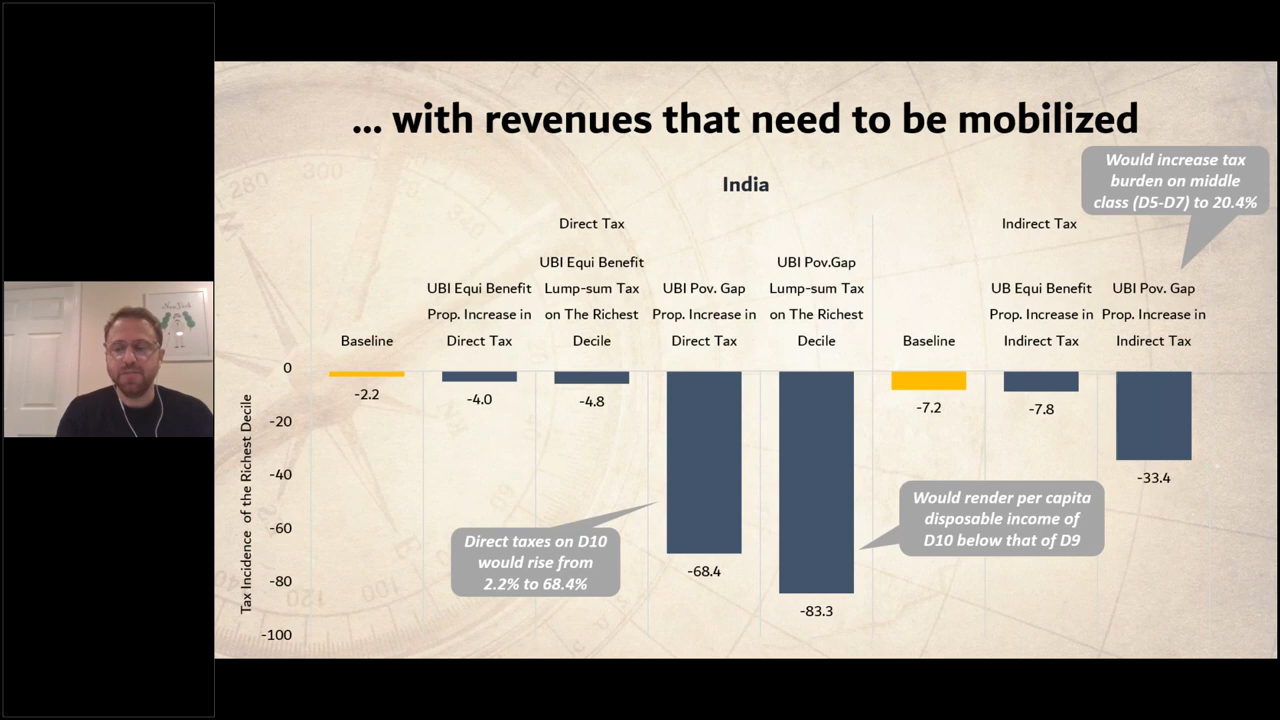 ... with revenues that need to be mobilized
Would increase tax
burden on middle
class (D5-D7) to 20.4%
India
Direct Tax
Indirect Tax
Baseline
UBI Equi Benefit
Prop. Increase in
Direct Tax
UBI Equi Benefit
Lump-sum Tax
on The Richest
Decile
UBI Pov. Gap
Prop. Increase in
Direct Tax
UBI Pov.Gap
Lump-sum Tax
on The Richest
Decile
Baseline
UB Equi Benefit
Prop. Increase in
Indirect Tax
UBI Pov. Gap
Prop. Increase in
Indirect Tax
Tax Incidence of the Richest Decile
0
-20
-40
-60
-80
-100
-2.2
-4.0
-4.8
-68.4
-83.3
-7.2
-7.8
-33.4
Direct taxes on D10
would rise from
2.2% to 68.4%
Would render per capita
disposable income of
D10 below that of D9
280
300
New York